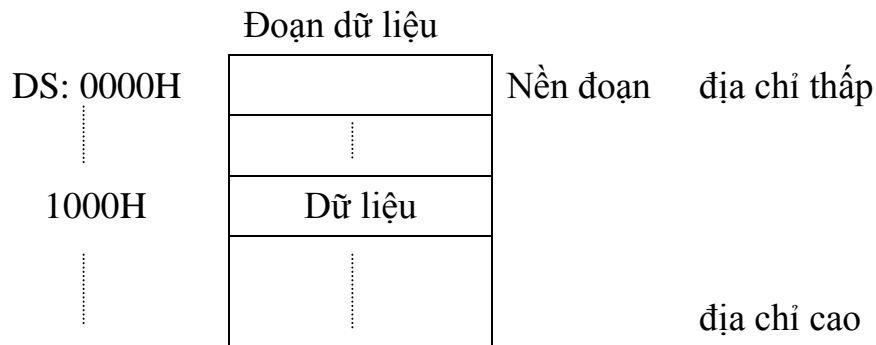 Đoạn dữ liệu
DS: 0000H Nền đoạn địa chỉ thấp
1000H Dữ liệu
địa chỉ cao